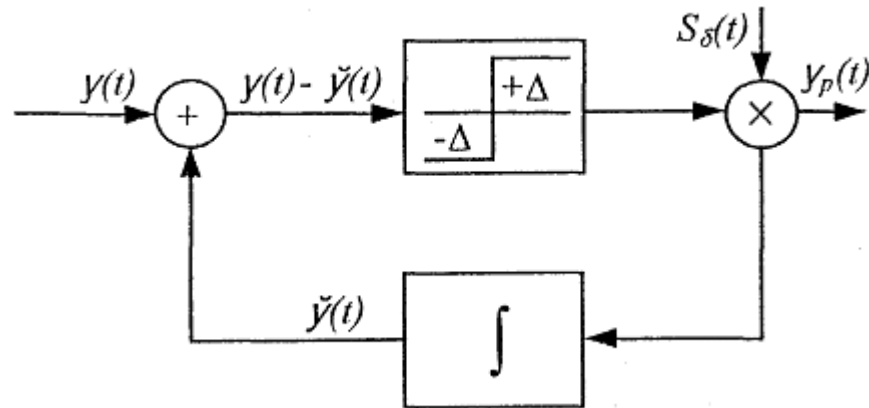 S_δ(t)
y(t)
+
y(t) - y̆(t)
+Δ
-Δ
×
y_p(t)
y̆(t)
∫